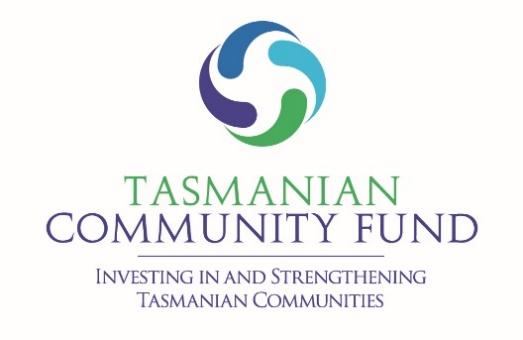 TASMANIAN
COMMUNITY FUND
INVESTING IN AND STRENGTHENING
TASMANIAN COMMUNITIES